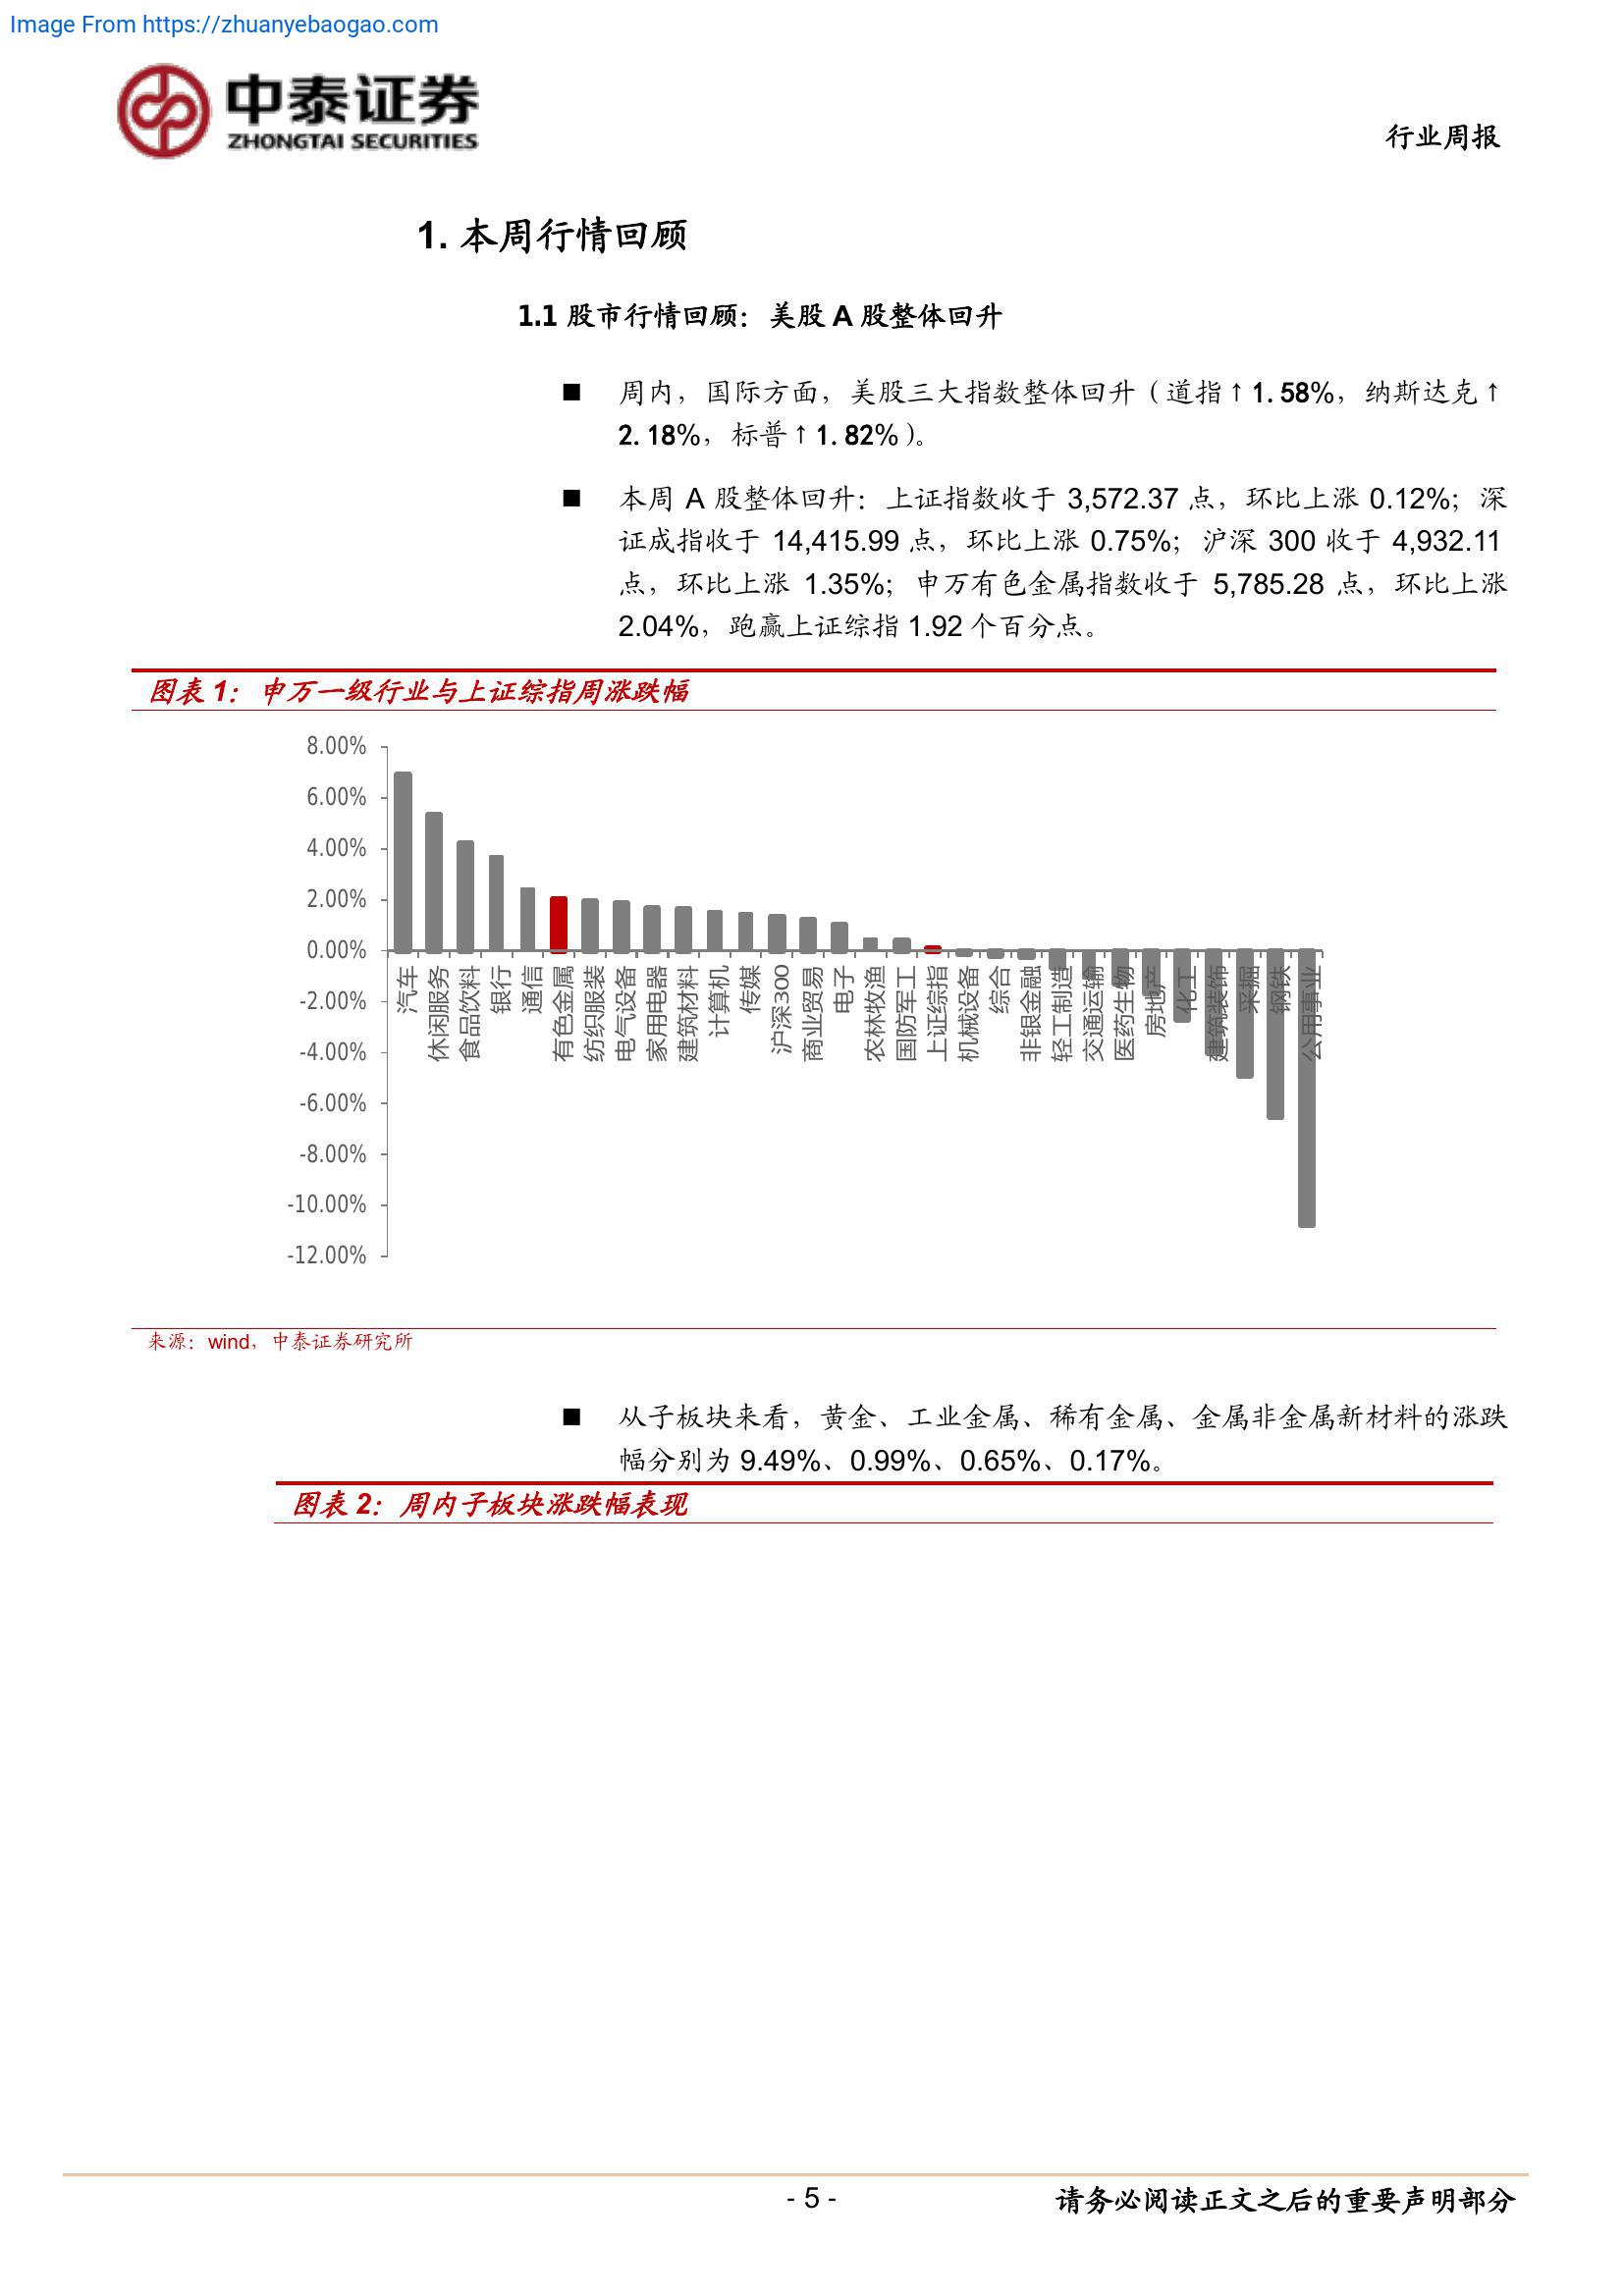 Image From https://zhuanyebaogao.com
中泰证券
ZHONGTAI SECURITIES
行业周报
1. 本周行情回顾
1.1 股市行情回顾：美股 A 股整体回升
■ 周内，国际方面，美股三大指数整体回升（道指↑1.58%，纳斯达克↑
2.18%，标普↑1.82%）。
■ 本周 A 股整体回升：上证指数收于 3,572.37 点，环比上涨 0.12%；深
证成指收于 14,415.99 点，环比上涨 0.75%；沪深 300 收于 4,932.11
点，环比上涨 1.35%；申万有色金属指数收于 5,785.28 点，环比上涨
2.04%，跑赢上证综指 1.92 个百分点。
图表 1：申万一级行业与上证综指周涨跌幅
8.00%
6.00%
4.00%
2.00%
0.00%
-2.00%
-4.00%
-6.00%
-8.00%
-10.00%
-12.00%
汽车
休闲服务
食品饮料
银行
通信
有色金属
纺织服装
电气设备
家用电器
建筑材料
计算机
传媒
沪深300
商业贸易
电子
农林牧渔
国防军工
上证综指
机械设备
综合
非银金融
轻工制造
交通运输
医药生物
房地产
化工
建筑装饰
采掘
钢铁
公用事业
来源：wind，中泰证券研究所
■ 从子板块来看，黄金、工业金属、稀有金属、金属非金属新材料的涨跌
幅分别为 9.49%、0.99%、0.65%、0.17%。
图表 2：周内子板块涨跌幅表现
- 5 -
请务必阅读正文之后的重要声明部分